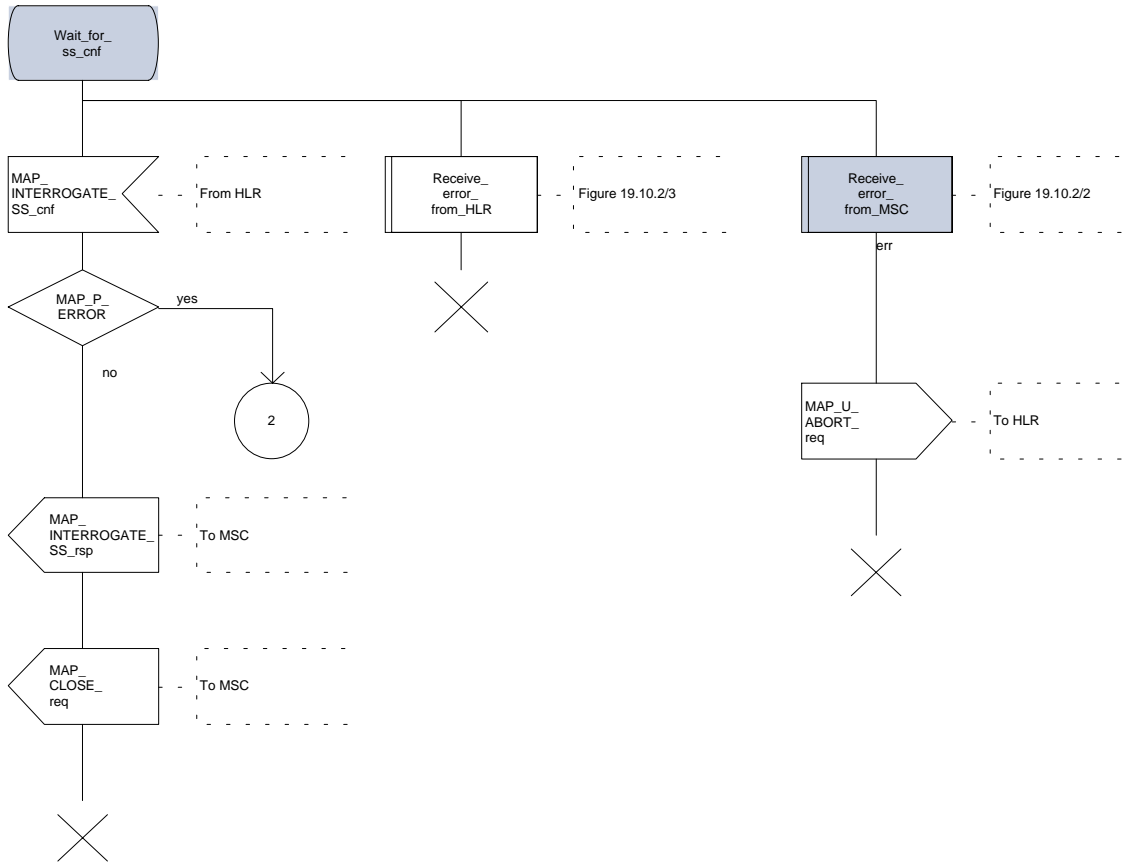 Wait_for_
ss_cnf
MAP_
INTERROGATE_
SS_cnf
From HLR
Receive_
error_
from_HLR
Figure 19.10.2/3
Receive_
error_
from_MSC
Figure 19.10.2/2
err
MAP_P_
ERROR
yes
no
2
MAP_U_
ABORT_
req
To HLR
MAP_
INTERROGATE_
SS_rsp
To MSC
MAP_
CLOSE_
req
To MSC